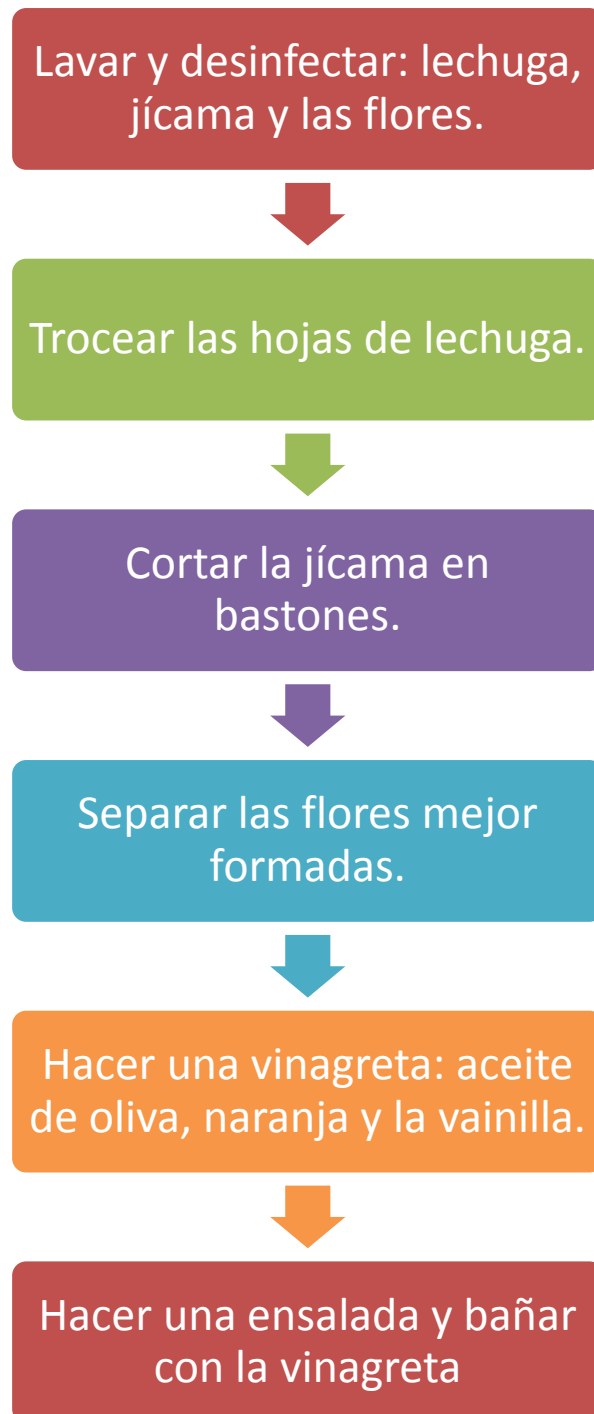 Lavar y desinfectar: lechuga,
jícama y las flores.
Trocear las hojas de lechuga.
Cortar la jícama en
bastones.
Separar las flores mejor
formadas.
Hacer una vinagreta: aceite
de oliva, naranja y la vainilla.
Hacer una ensalada y bañar
con la vinagreta